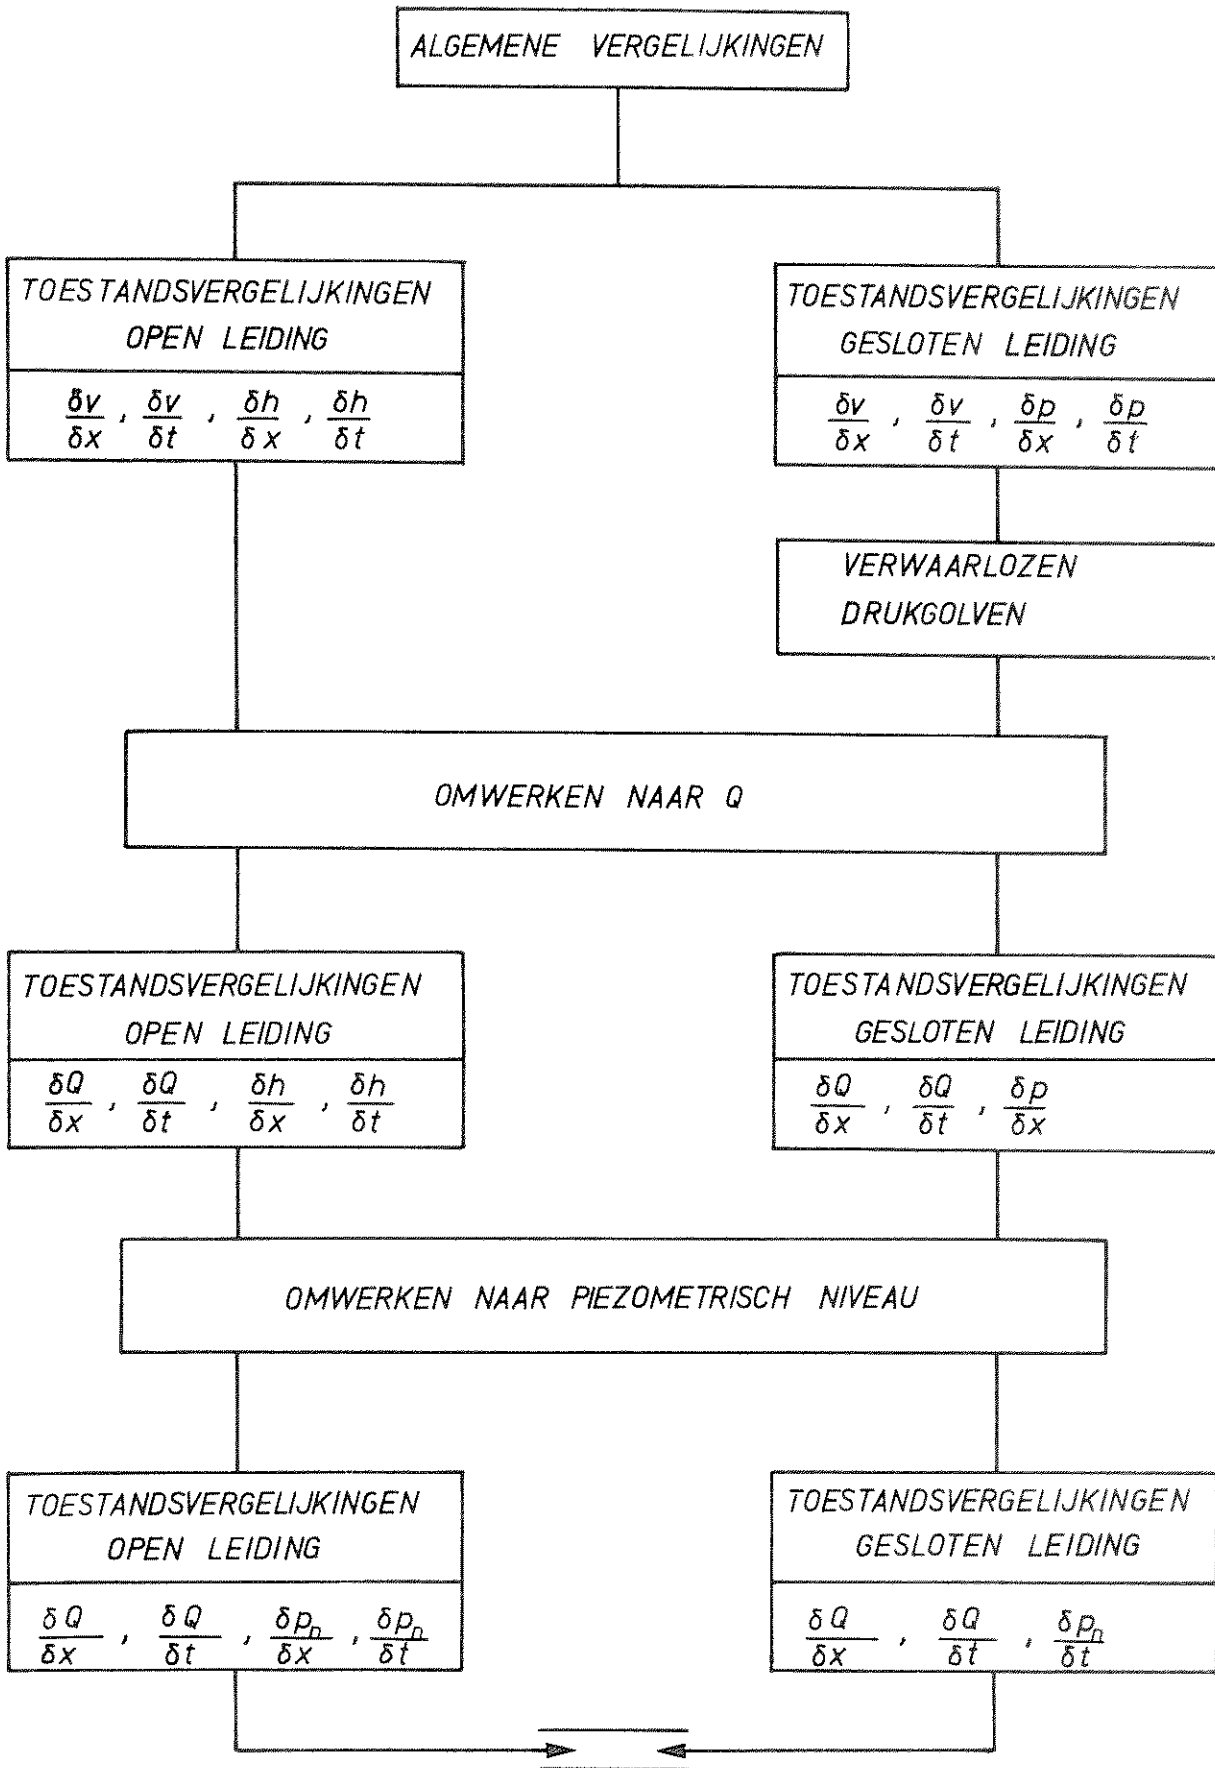 ALGEMENE VERGELIJKINGEN
TOESTANDSVERGELIJKINGEN
OPEN LEIDING
δv/δx , δv/δt , δh/δx , δh/δt
TOESTANDSVERGELIJKINGEN
GESLOTEN LEIDING
δv/δx , δv/δt , δp/δx , δp/δt
VERWAARLOZEN
DRUKGOLVEN
OMWERKEN NAAR Q
TOESTANDSVERGELIJKINGEN
OPEN LEIDING
δQ/δx , δQ/δt , δh/δx , δh/δt
TOESTANDSVERGELIJKINGEN
GESLOTEN LEIDING
δQ/δx , δQ/δt , δp/δx
OMWERKEN NAAR PIEZOMETRISCH NIVEAU
TOESTANDSVERGELIJKINGEN
OPEN LEIDING
δQ/δx , δQ/δt , δpₙ/δx , δpₙ/δt
TOESTANDSVERGELIJKINGEN
GESLOTEN LEIDING
δQ/δx , δQ/δt , δpₙ/δt